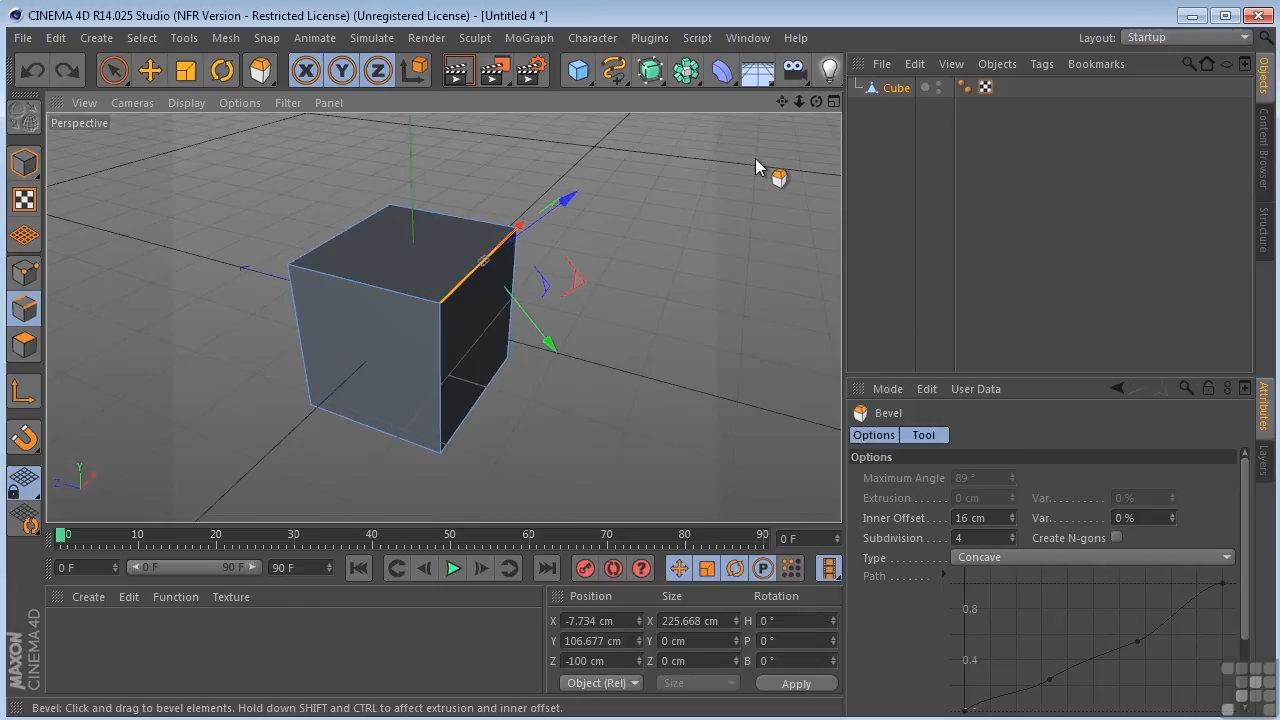 CINEMA 4D R14.025 Studio (NFR Version - Restricted License) (Unregistered License) - [Untitled 4 *]
File Edit Create Select Tools Mesh Snap Animate Simulate Render Sculpt MoGraph Character Plugins Script Window Help Layout: Startup
X Y Z
File Edit View Objects Tags Bookmarks
Cube
View Cameras Display Options Filter Panel
Perspective
Objects
Content Browser
Structure
Y
Z X
Mode Edit User Data
Bevel
Options Tool
Options
Maximum Angle 89 °
Extrusion . . . . . . 0 cm Var. . . . . . . . . 0 %
Inner Offset. . . . 16 cm Var. . . . . . . . . 0 %
Subdivision . . . . 4 Create N-gons
Type . . . . . . . . . . Concave
Path . . . . . . .
0.8
0.4
Attributes
Layers
0 10 20 30 40 50 60 70 80 90 0 F
0 F 0 F 90 F 90 F
P
Create Edit Function Texture
Position Size Rotation
X -7.734 cm X 225.668 cm H 0 °
Y 106.677 cm Y 0 cm P 0 °
Z -100 cm Z 0 cm B 0 °
Object (Rel) Size Apply
MAXON
CINEMA 4D
Bevel: Click and drag to bevel elements. Hold down SHIFT and CTRL to affect extrusion and inner offset.